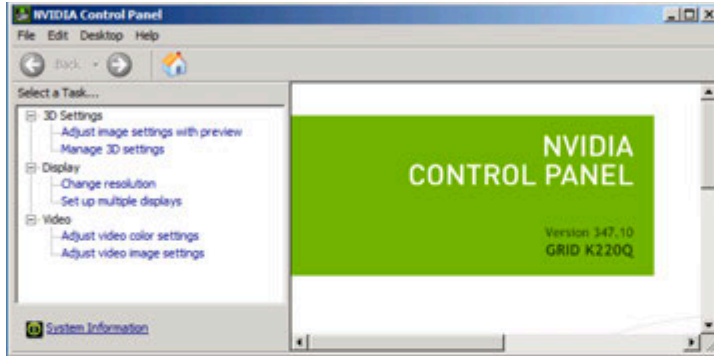 NVIDIA Control Panel
File Edit Desktop Help
Back
Select a Task...
3D Settings
Adjust image settings with preview
Manage 3D settings
Display
Change resolution
Set up multiple displays
Video
Adjust video color settings
Adjust video image settings
System Information
NVIDIA
CONTROL PANEL
Version 347.10
GRID K220Q